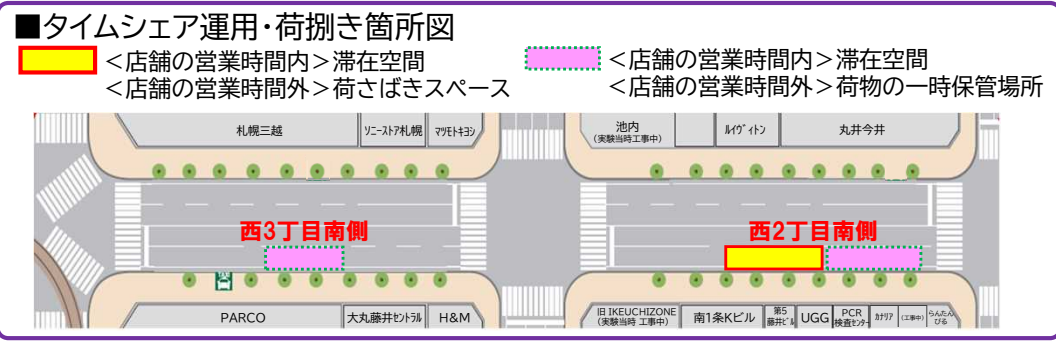 ■タイムシェア運用・荷捌き箇所図
＜店舗の営業時間内＞滞在空間
＜店舗の営業時間外＞荷さばきスペース
＜店舗の営業時間内＞滞在空間
＜店舗の営業時間外＞荷物の一時保管場所
札幌三越
ソニーストア札幌
マツモトキヨシ
池内
(実験当時工事中)
ルイヴィトン
丸井今井
西3丁目南側
西2丁目南側
PARCO
大丸藤井セントラル
H&M
旧 IKEUCHIZONE
(実験当時 工事中)
南1条Kビル
第5
藤井ビル
UGG
PCR
検査センター
カナリア
(工事中)
らんたん
びる